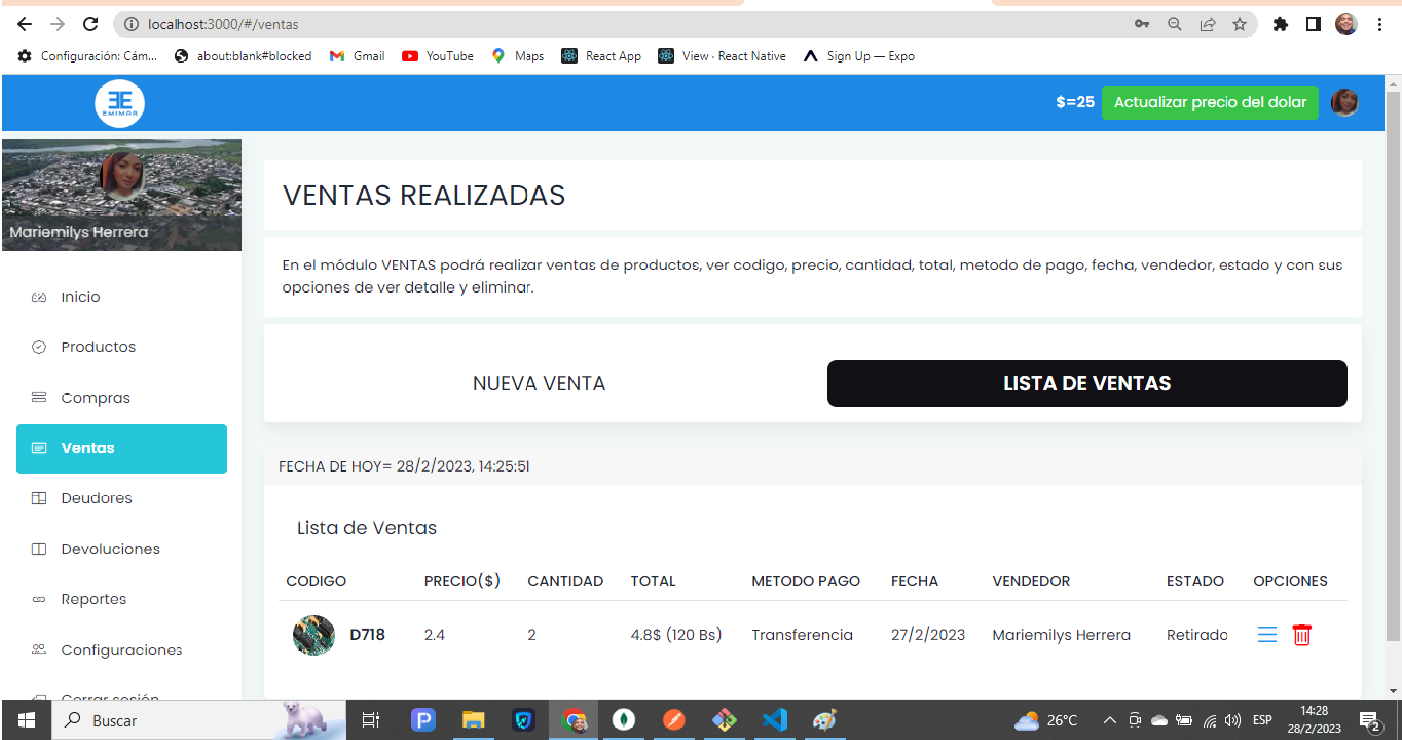 localhost:3000/#/ventas
Configuración: Cám... about:blank#blocked Gmail YouTube Maps React App View · React Native Sign Up — Expo
EMIMAR
$=25 Actualizar precio del dolar
Mariemilys Herrera
Inicio
Productos
Compras
Ventas
Deudores
Devoluciones
Reportes
Configuraciones
Cerrar sesión
VENTAS REALIZADAS
En el módulo VENTAS podrá realizar ventas de productos, ver codigo, precio, cantidad, total, metodo de pago, fecha, vendedor, estado y con sus
opciones de ver detalle y eliminar.
NUEVA VENTA LISTA DE VENTAS
FECHA DE HOY= 28/2/2023, 14:25:51
Lista de Ventas
CODIGO PRECIO($) CANTIDAD TOTAL METODO PAGO FECHA VENDEDOR ESTADO OPCIONES
D718 2.4 2 4.8$ (120 Bs) Transferencia 27/2/2023 Mariemilys Herrera Retirado
Buscar
26°C
ESP
14:28
28/2/2023
2